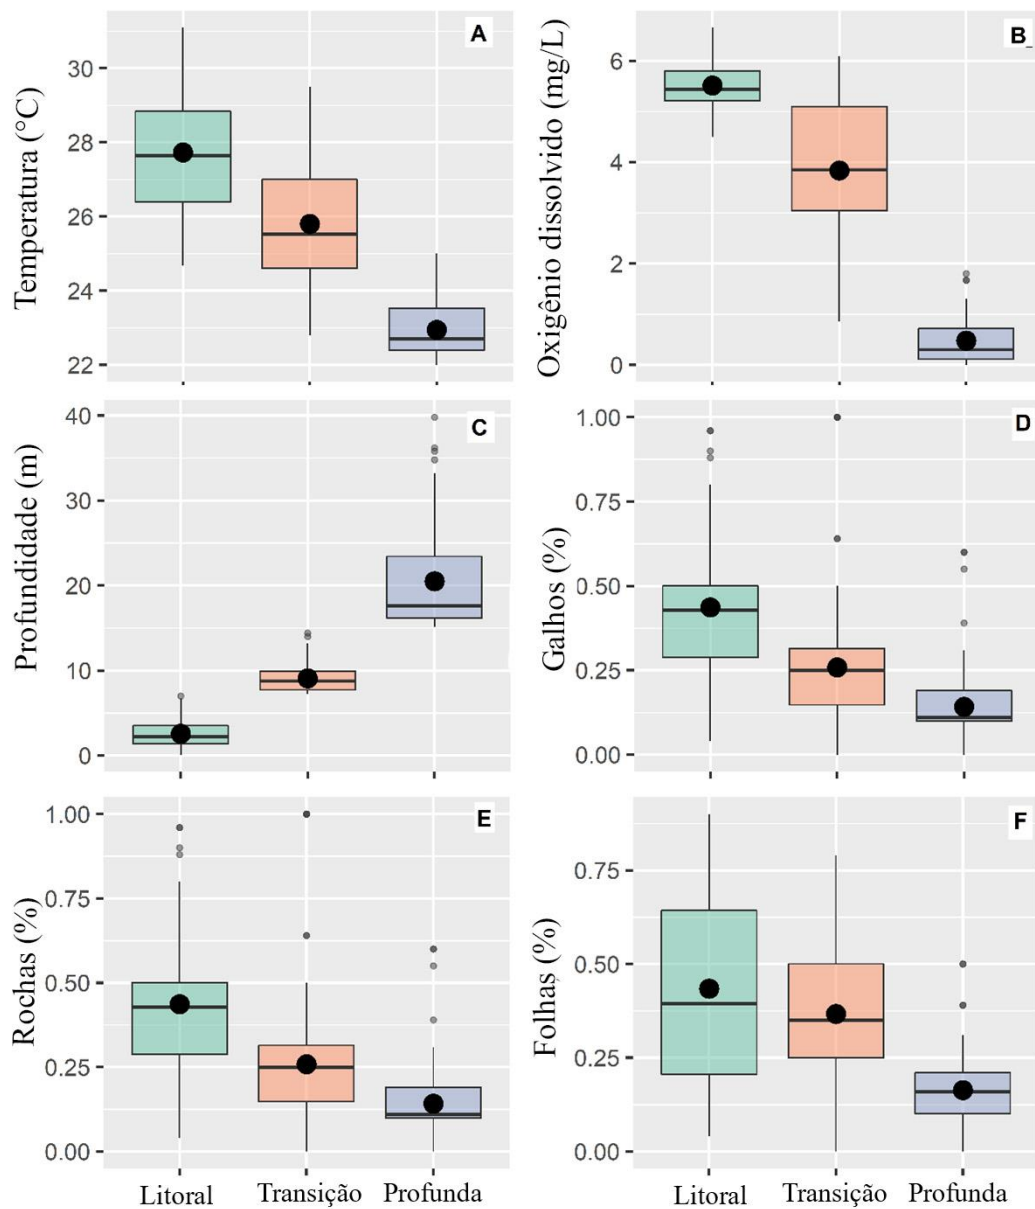 A
Temperatura (°C)
30
28
26
24
22
B
Oxigênio dissolvido (mg/L)
6
4
2
0
C
Profundidade (m)
40
30
20
10
0
D
Galhos (%)
1.00
0.75
0.50
0.25
0.00
E
Rochas (%)
1.00
0.75
0.50
0.25
0.00
Litoral Transição Profunda
F
Folhas (%)
0.75
0.50
0.25
0.00
Litoral Transição Profunda